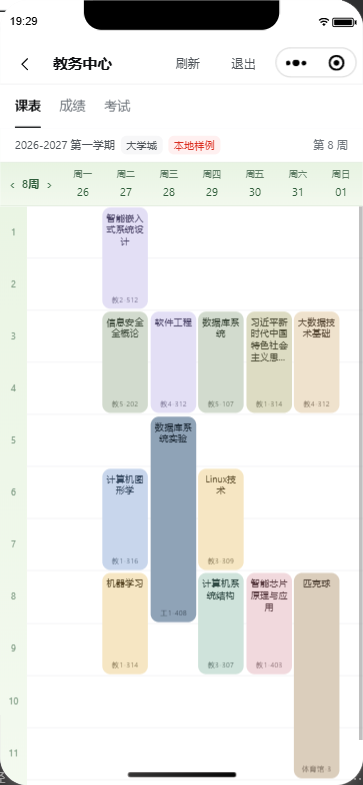 19:29
教务中心 刷新 退出
课表 成绩 考试
2026-2027 第一学期 大学城 本地样例 第 8 周
8周
周一 周二 周三 周四 周五 周六 周日
26 27 28 29 30 31 01
1
智能嵌入
式系统设
计
教2-512
2
3
信息安全
全概论
教5-202
软件工程
教4-312
数据库系
统
教5-107
习近平新
时代中国
特色社会
主义思...
教1-314
大数据技
术基础
教4-312
4
5
数据库系
统实验
工1-408
6
计算机图
形学
教1-316
Linux技
术
教3-309
7
8
机器学习
教1-314
计算机系
统结构
教3-307
智能芯片
原理与应
用
教1-403
匹克球
体育馆-3
9
10
11